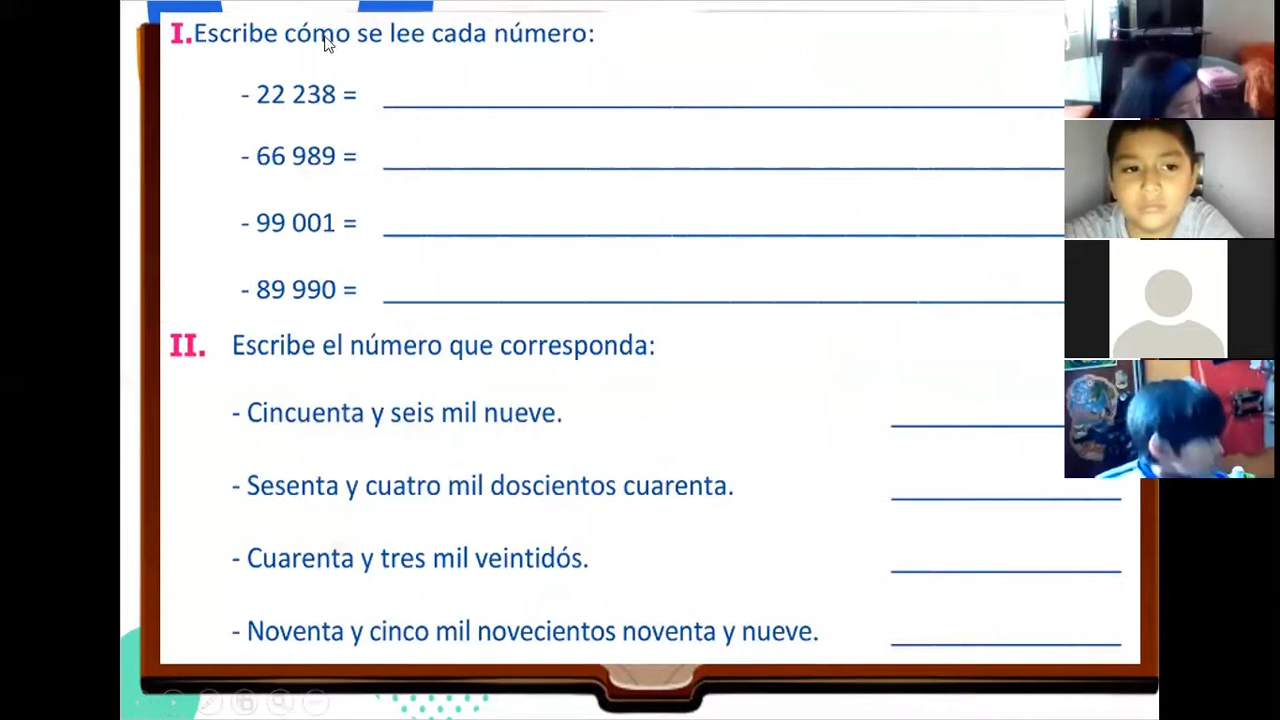 I.Escribe cómo se lee cada número:
- 22 238 =
- 66 989 =
- 99 001 =
- 89 990 =
II. Escribe el número que corresponda:
- Cincuenta y seis mil nueve.
- Sesenta y cuatro mil doscientos cuarenta.
- Cuarenta y tres mil veintidós.
- Noventa y cinco mil novecientos noventa y nueve.